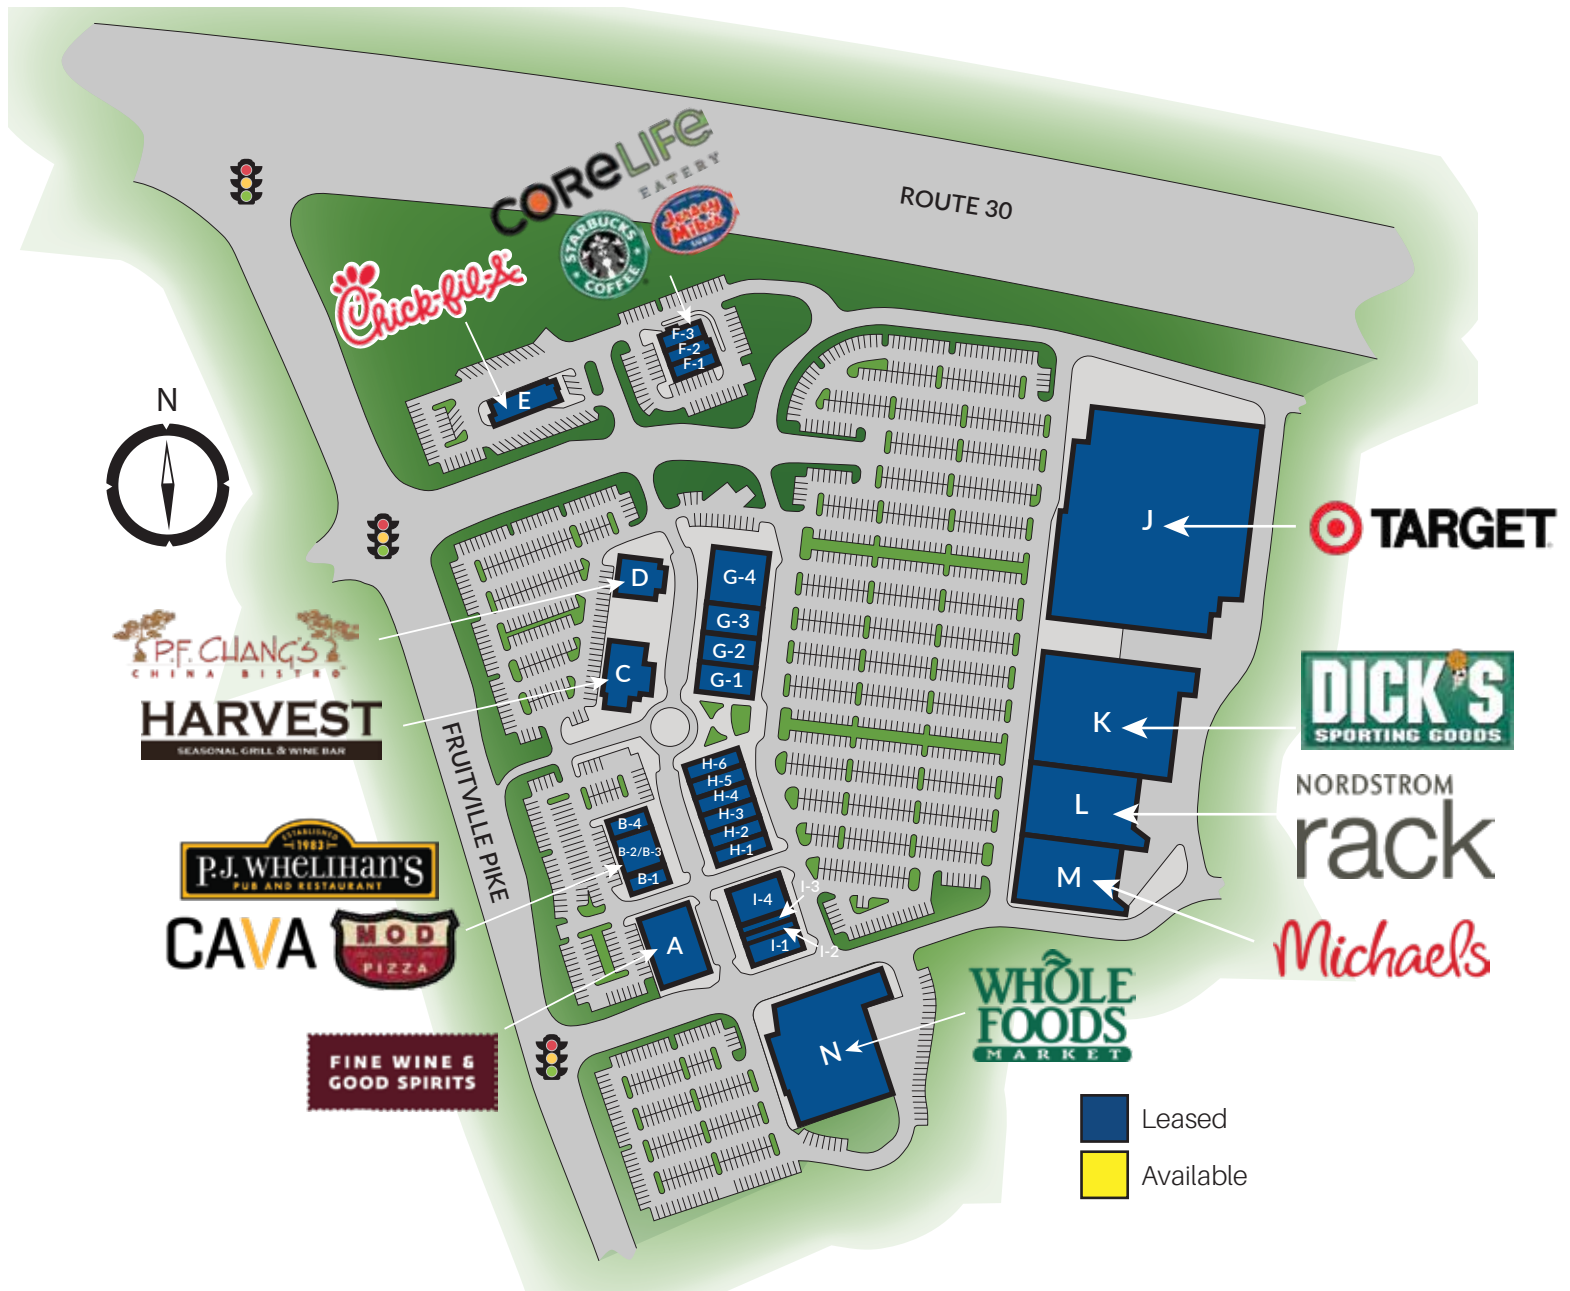 CORELIFE
EATERY
ROUTE 30
STARBUCKS
COFFEE
Jersey
Mike's
SUBS
Chick-fil-A
F-3
F-2
F-1
E
N
J
TARGET
D
G-4
G-3
G-2
G-1
C
P.F. CHANG'S
CHINA BISTRO
HARVEST
SEASONAL GRILL & WINE BAR
DICK'S
SPORTING GOODS
K
FRUITVILLE PIKE
H-6
H-5
H-4
H-3
H-2
H-1
NORDSTROM
rack
L
B-4
B-2/B-3
B-1
ESTABLISHED
1983
P.J. WHELIHAN'S
PUB AND RESTAURANT
M
I-4
I-3
I-1
I-2
CAVA
MOD
PIZZA
A
Michaels
WHOLE
FOODS
MARKET
N
FINE WINE &
GOOD SPIRITS
Leased
Available